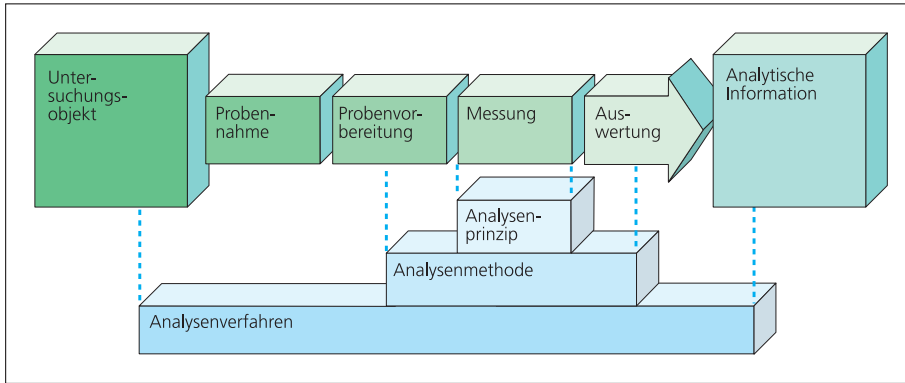 Unter-
suchungs-
objekt
Proben-
nahme
Probenvor-
bereitung
Messung
Aus-
wertung
Analytische
Information
Analysen-
prinzip
Analysenmethode
Analysenverfahren